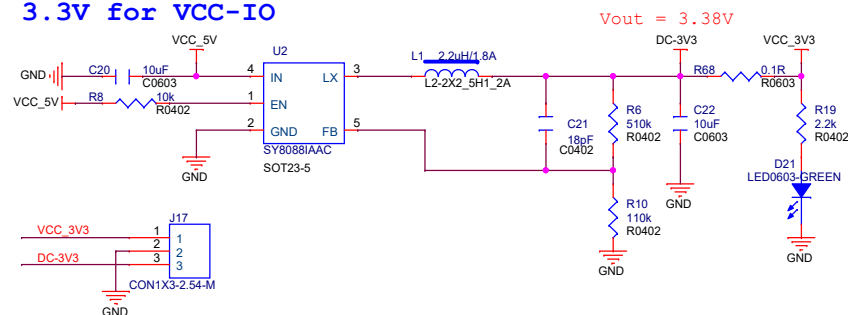 3.3V for VCC-IO
Vout = 3.38V
VCC_5V
U2
L1 2.2uH/1.8A
DC-3V3
VCC_3V3
GND
C20
10uF
C0603
4
IN
LX
3
L2-2X2_5H1_2A
R68
0.1R
R0603
VCC_5V
R8
10k
R0402
1
EN
2
GND
FB
5
SY8088IAAC
SOT23-5
GND
C21
18pF
C0402
R6
510k
R0402
C22
10uF
C0603
R19
2.2k
R0402
D21
LED0603-GREEN
GND
R10
110k
R0402
GND
GND
J17
VCC_3V3
1
1
2
2
DC-3V3
3
3
CON1X3-2.54-M
GND